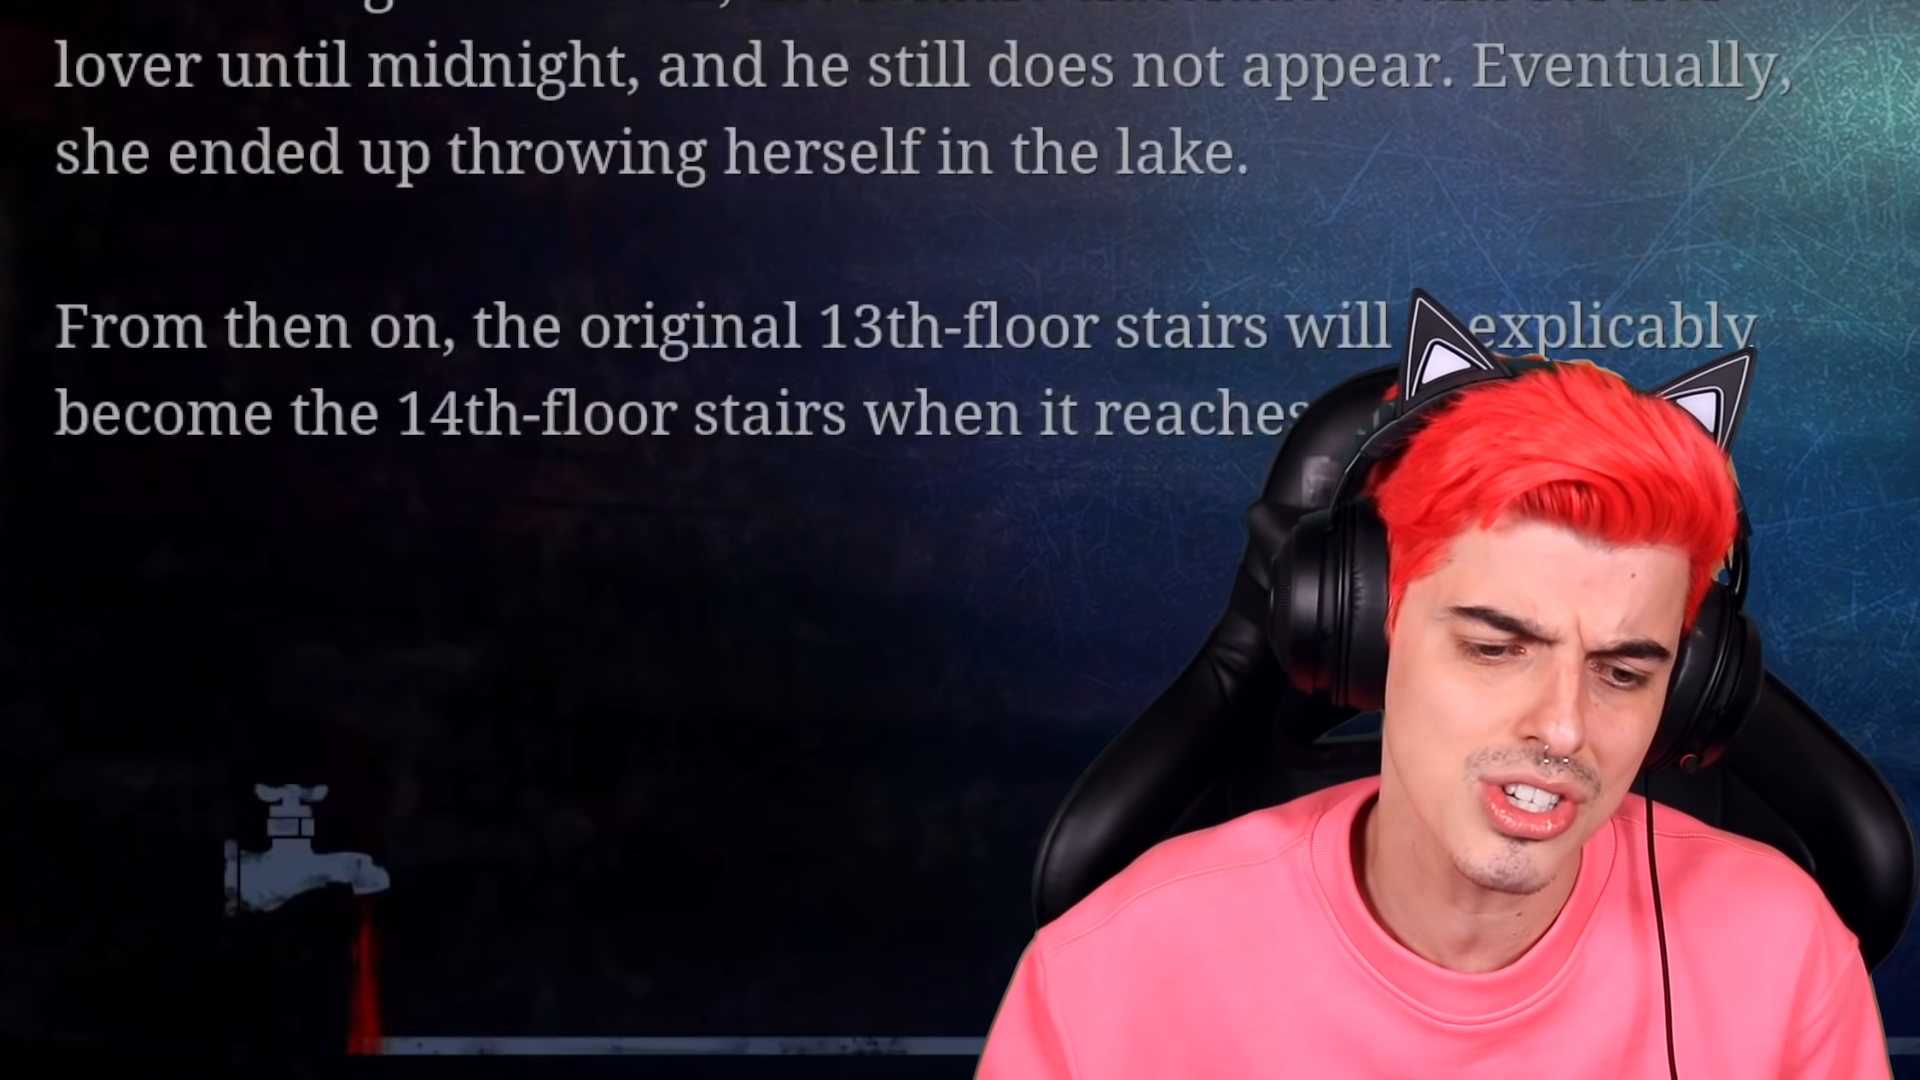 lover until midnight, and he still does not appear. Eventually,
she ended up throwing herself in the lake.
From then on, the original 13th-floor stairs will explicably
become the 14th-floor stairs when it reaches